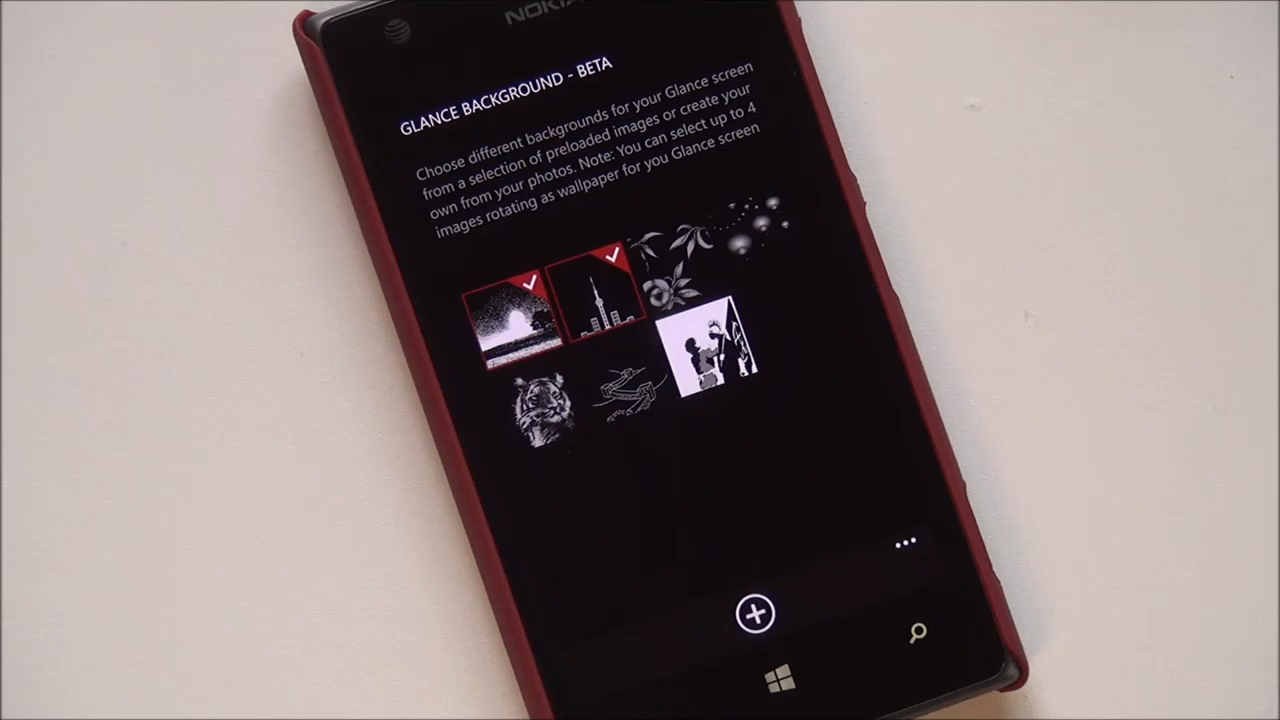 NOKIA
GLANCE BACKGROUND - BETA
Choose different backgrounds for your Glance screen
from a selection of preloaded images or create your
own from your photos. Note: You can select up to 4
images rotating as wallpaper for you Glance screen